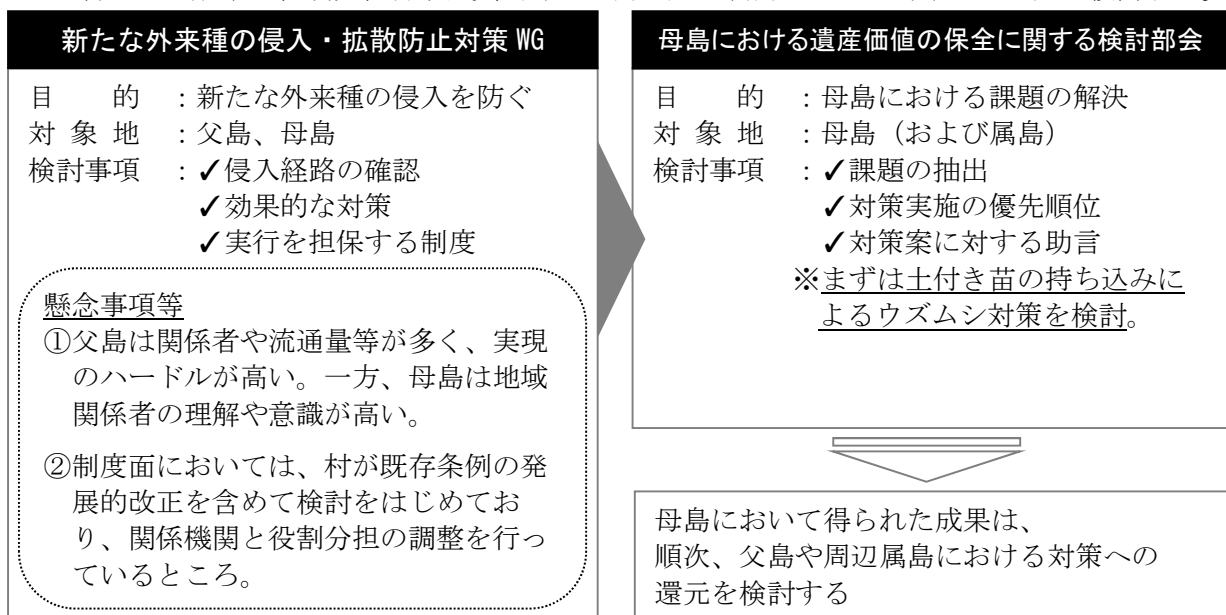 新たな外来種の侵入・拡散防止対策 WG
目 的 :新たな外来種の侵入を防ぐ
対 象 地 :父島、母島
検討事項 :✓侵入経路の確認
✓効果的な対策
✓実行を担保する制度
懸念事項等
①父島は関係者や流通量等が多く、実現
のハードルが高い。一方、母島は地域
関係者の理解や意識が高い。
②制度面においては、村が既存条例の発
展的改正を含めて検討をはじめてお
り、関係機関と役割分担の調整を行っ
ているところ。
母島における遺産価値の保全に関する検討部会
目 的 :母島における課題の解決
対 象 地 :母島(および属島)
検討事項 :✓課題の抽出
✓対策実施の優先順位
✓対策案に対する助言
※まずは土付き苗の持ち込みに
よるウズムシ対策を検討。
母島において得られた成果は、
順次、父島や周辺属島における対策への
還元を検討する